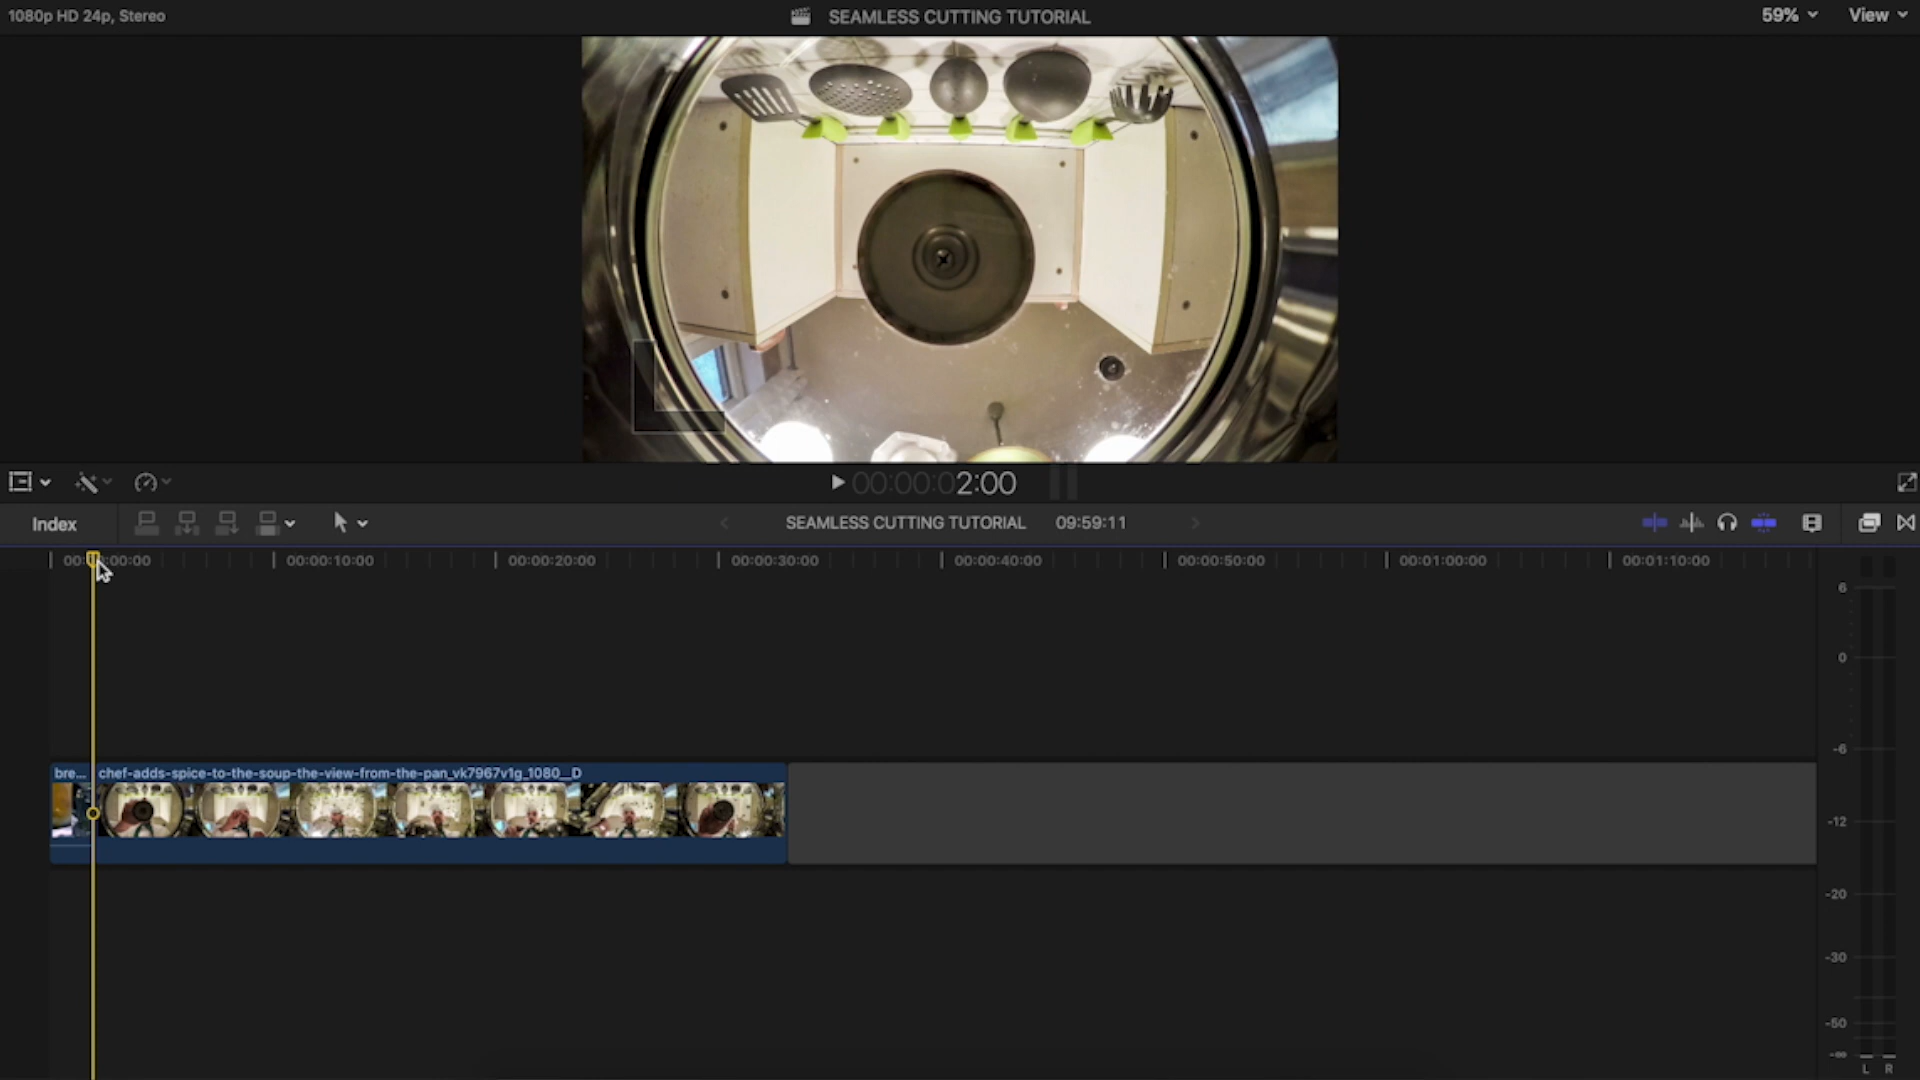 1080p HD 24p, Stereo
SEAMLESS CUTTING TUTORIAL
59%
View
00:00:02:00
Index
SEAMLESS CUTTING TUTORIAL
09:59:11
00:00:10:00
00:00:20:00
00:00:30:00
00:00:40:00
00:00:50:00
00:01:00:00
00:01:10:00
6
0
-6
-12
-20
-30
-50
-∞
L R
bre...
chef-adds-spice-to-the-soup-the-view-from-the-pan_vk7967v1g_1080__D